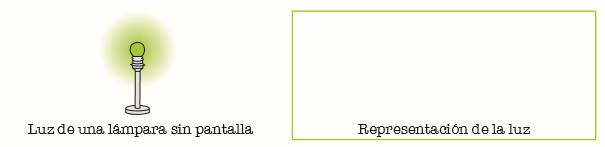 Luz de una lámpara sin pantalla
Representación de la luz